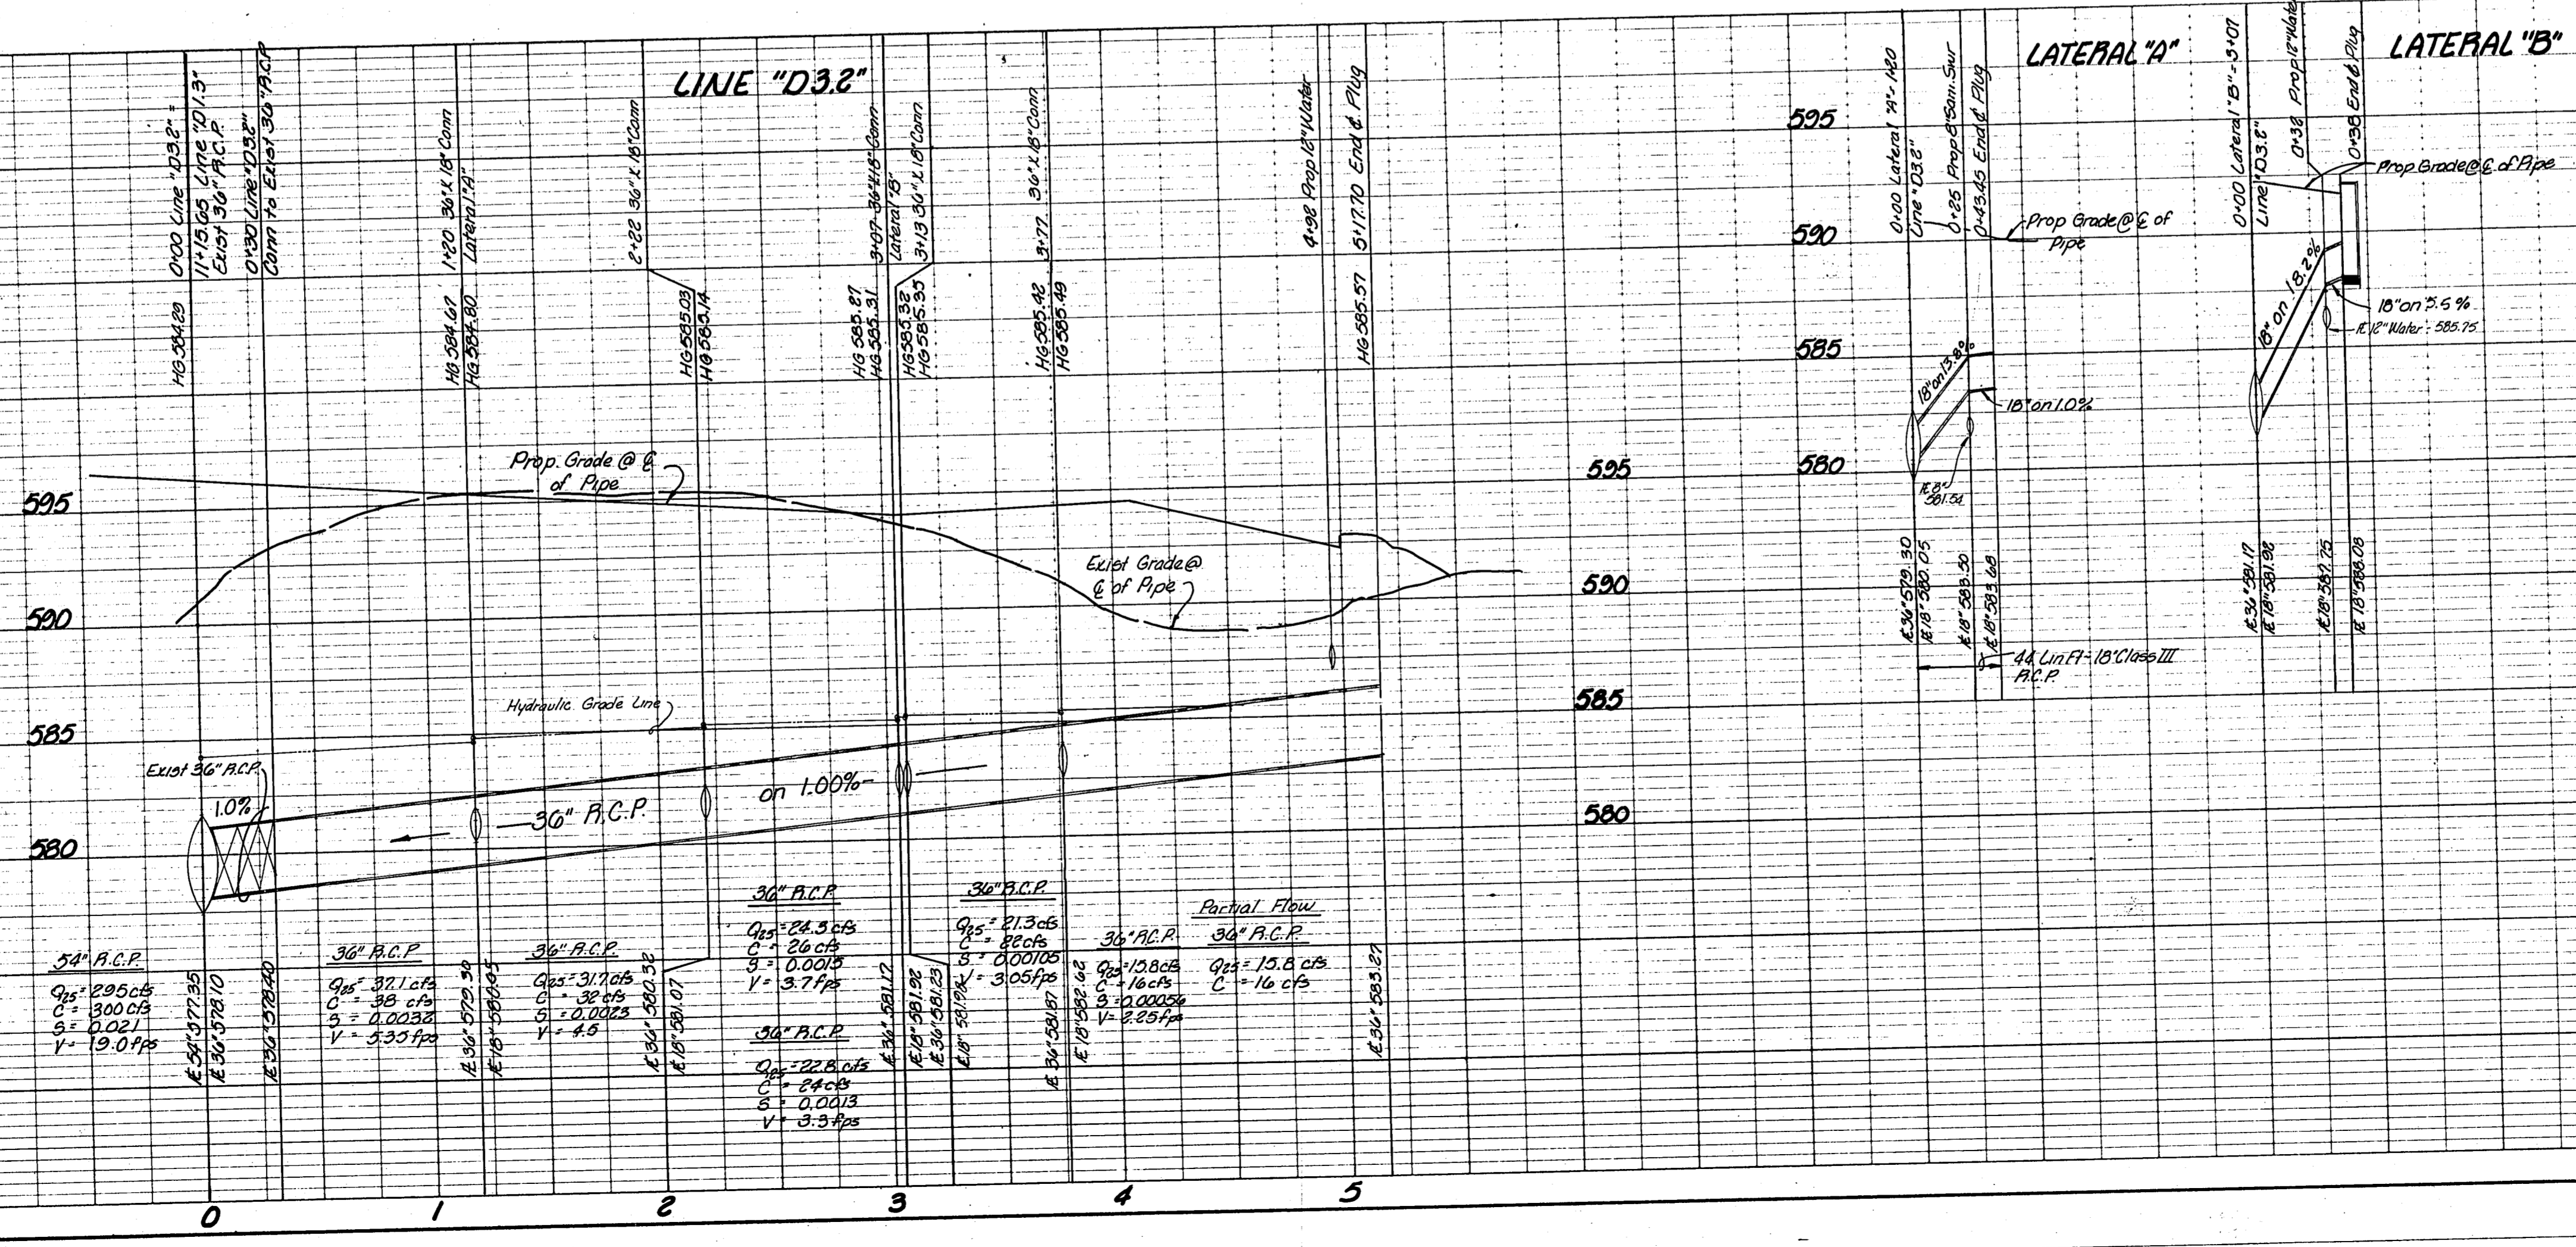 LINE "D3.2"
LATERAL "A"
LATERAL "B"
0+00 Line "D3.2" =
11+15.65 Line "D1.3"
Exist 36" R.C.P.
0+30 Line "D3.2"
Conn to Exist 36" R.C.P.
1+20 36"X18" Conn
Lateral "A"
2+22 36"X18" Conn
3+07 36"X18" Conn
Lateral "B"
3+13 36"X18" Conn
3+77 36"X18" Conn
4+98 Prop 12" Water
5+17.70 End & Plug
HG 584.29
HG 584.67
HG 584.80
HG 585.03
HG 585.14
HG 585.27
HG 585.31
HG 585.32
HG 585.35
HG 585.42
HG 585.49
HG 585.57
Prop. Grade @ ℄
of Pipe
Exist Grade @
℄ of Pipe
Hydraulic Grade Line
Exist 36" R.C.P.
1.0%
36" R.C.P.
on 1.00%
595
590
585
580
595
590
585
580
54" R.C.P.
Q25 = 295 cfs
C = 300 cfs
S = 0.021
V = 19.0 fps
36" R.C.P.
Q25 = 37.1 cfs
C = 38 cfs
S = 0.0032
V = 5.35 fps
36" R.C.P.
Q25 = 31.7 cfs
C = 32 cfs
S = 0.0023
V = 4.5
36" R.C.P.
Q25 = 24.3 cfs
C = 26 cfs
S = 0.0015
V = 3.7 fps
36" R.C.P.
Q25 = 22.8 cfs
C = 24 cfs
S = 0.0013
V = 3.3 fps
36" R.C.P.
Q25 = 21.3 cfs
C = 22 cfs
S = 0.00105
V = 3.05 fps
36" R.C.P.
Q25 = 15.8 cfs
C = 16 cfs
S = 0.00056
V = 2.25 fps
Partial Flow
36" R.C.P.
Q25 = 15.8 cfs
C = 16 cfs
℄ 54" 577.35
℄ 36" 578.10
℄ 36" 578.40
℄ 36" 579.30
℄ 18" 580.05
℄ 36" 580.32
℄ 18" 581.07
℄ 36" 581.17
℄ 18" 581.92
℄ 36" 581.23
℄ 18" 581.98
℄ 36" 581.87
℄ 18" 582.62
℄ 36" 583.27
0 1 2 3 4 5
595
590
585
580
0+00 Lateral "A" = 1+20
Line "D3.2"
0+25 Prop 8" San. Swr
0+43.45 End & Plug
Prop Grade @ ℄ of
Pipe
18" on 13.8%
18" on 1.0%
℄ 8"
581.54
℄ 36" 579.30
℄ 18" 580.05
℄ 18" 583.50
℄ 18" 583.68
44 Lin Ft - 18" Class III
R.C.P.
0+00 Lateral "B" = 3+07
Line "D3.2"
0+32 Prop 12" Water
0+38 End & Plug
Prop Grade @ ℄ of Pipe
18" on 18.2%
18" on 5.5%
℄ 12" Water - 585.75
℄ 36" 581.17
℄ 18" 581.92
℄ 18" 587.75
℄ 18" 588.08